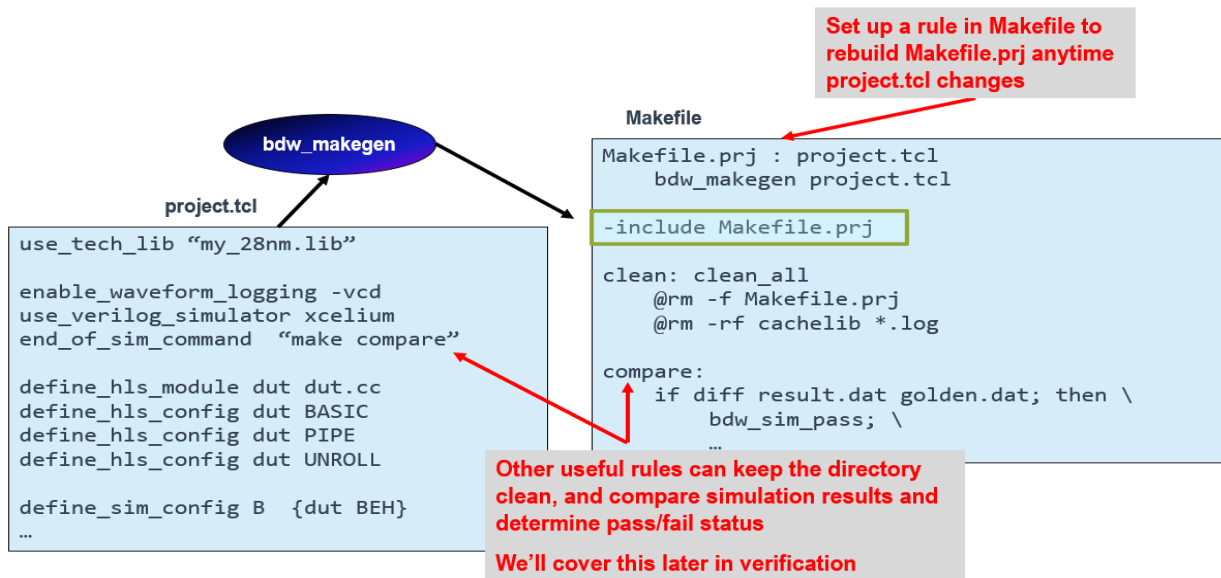 Set up a rule in Makefile to
rebuild Makefile.prj anytime
project.tcl changes
bdw_makegen
project.tcl
use_tech_lib “my_28nm.lib”
enable_waveform_logging -vcd
use_verilog_simulator xcelium
end_of_sim_command “make compare”
define_hls_module dut dut.cc
define_hls_config dut BASIC
define_hls_config dut PIPE
define_hls_config dut UNROLL
define_sim_config B {dut BEH}
…
Makefile
Makefile.prj : project.tcl
bdw_makegen project.tcl
-include Makefile.prj
clean: clean_all
@rm -f Makefile.prj
@rm -rf cachelib *.log
compare:
if diff result.dat golden.dat; then \
bdw_sim_pass; \
…
Other useful rules can keep the directory
clean, and compare simulation results and
determine pass/fail status
We’ll cover this later in verification